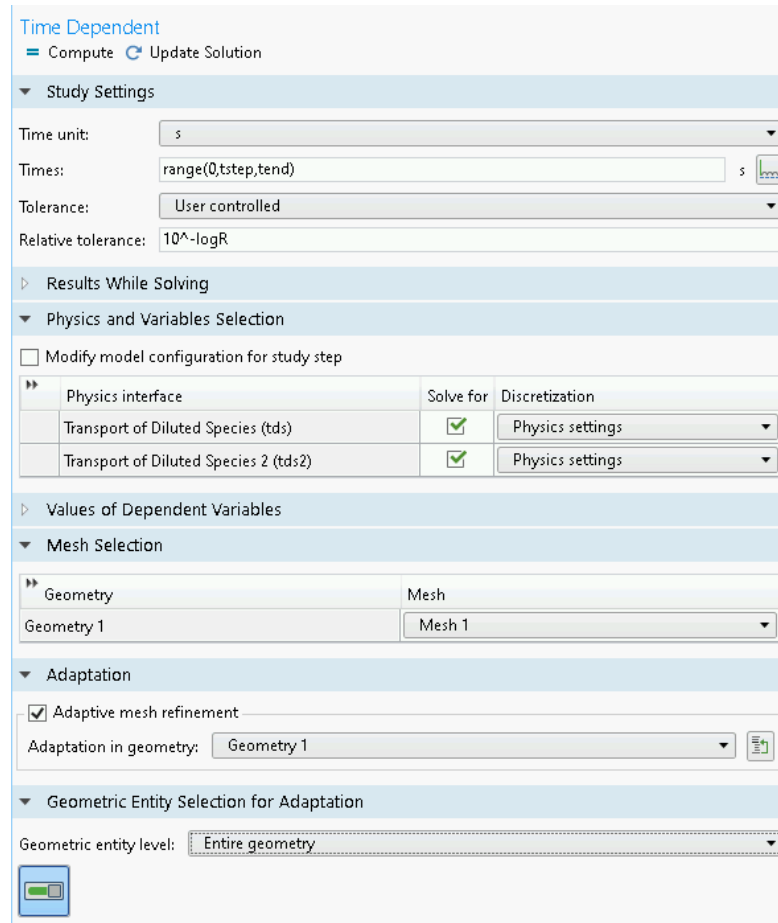 Time Dependent
= Compute Update Solution
Study Settings
Time unit: s
Times: range(0,tstep,tend) s
Tolerance: User controlled
Relative tolerance: 10^-logR
Results While Solving
Physics and Variables Selection
Modify model configuration for study step
Physics interface Solve for Discretization
Transport of Diluted Species (tds) Physics settings
Transport of Diluted Species 2 (tds2) Physics settings
Values of Dependent Variables
Mesh Selection
Geometry Mesh
Geometry 1 Mesh 1
Adaptation
Adaptive mesh refinement
Adaptation in geometry: Geometry 1
Geometric Entity Selection for Adaptation
Geometric entity level: Entire geometry